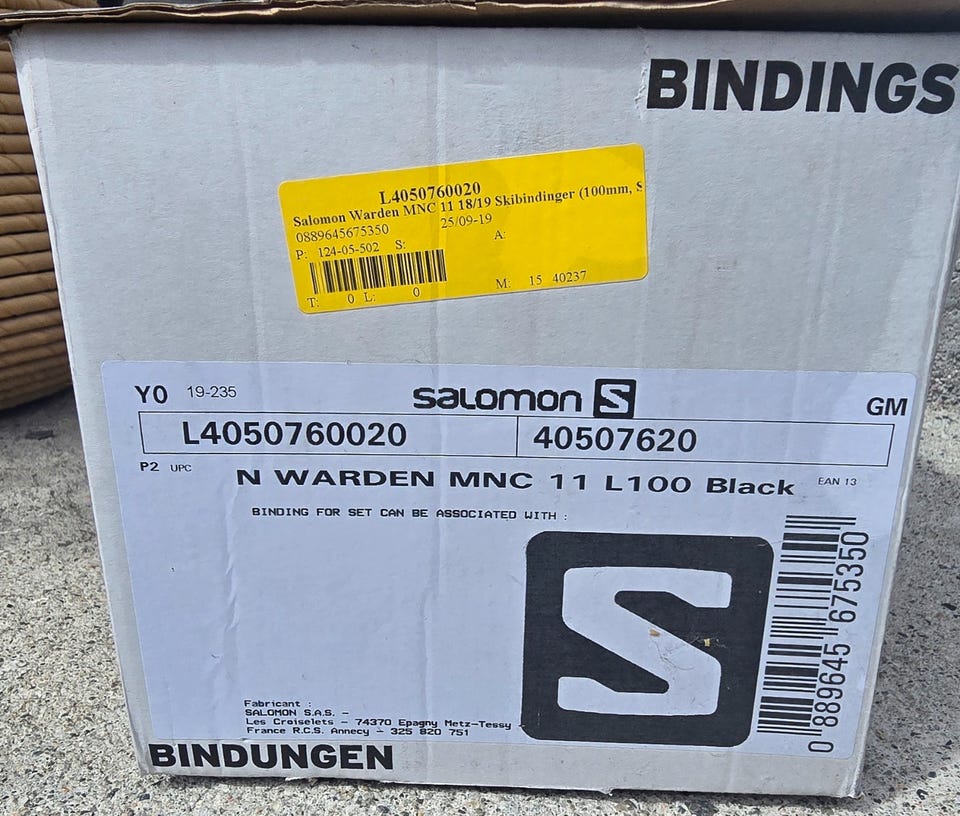 BINDINGS
L4050760020
Salomon Warden MNC 11 18/19 Skibindinger (100mm, S
0889645675350 25/09-19
P: 124-05-502 S: A:
T: 0 L: 0 M: 15 40237
Y0 19-235 salomon S GM
L4050760020 40507620
P2 UPC N WARDEN MNC 11 L100 Black EAN 13
BINDING FOR SET CAN BE ASSOCIATED WITH :
S
0 889645 675350
Fabricant :
SALOMON S.A.S. -
Les Croiselets - 74370 Epagny Metz-Tessy
France R.C.S. Annecy - 325 820 751
BINDUNGEN